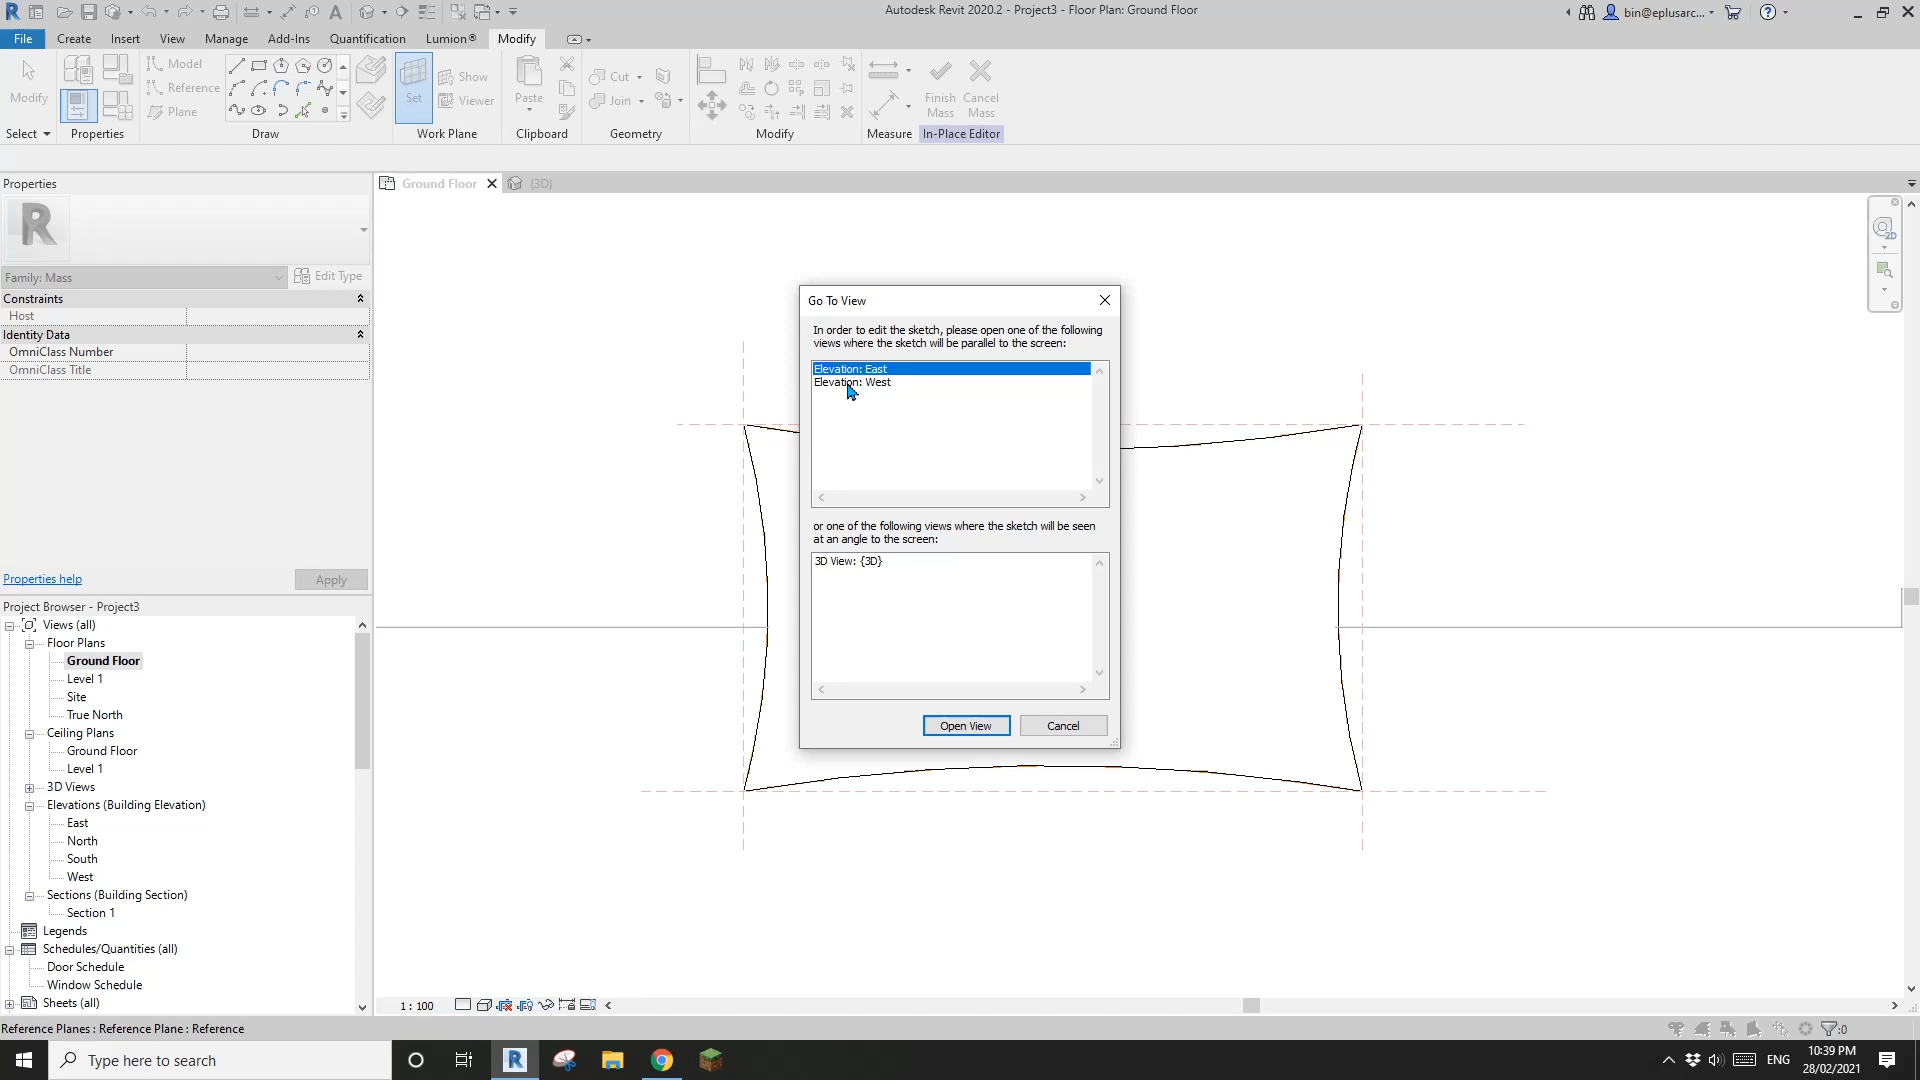 Autodesk Revit 2020.2 - Project3 - Floor Plan: Ground Floor
bin@eplusarc...
File Create Insert View Manage Add-Ins Quantification Lumion® Modify
Modify
Model
Reference
Plane
Set
Show
Viewer
Paste
Cut
Join
Finish Mass
Cancel Mass
Select Properties Draw Work Plane Clipboard Geometry Modify Measure In-Place Editor
Properties
R
Family: Mass
Edit Type
Constraints
Host
Identity Data
OmniClass Number
OmniClass Title
Properties help
Apply
Project Browser - Project3
Views (all)
Floor Plans
Ground Floor
Level 1
Site
True North
Ceiling Plans
Ground Floor
Level 1
3D Views
Elevations (Building Elevation)
East
North
South
West
Sections (Building Section)
Section 1
Legends
Schedules/Quantities (all)
Door Schedule
Window Schedule
Sheets (all)
Ground Floor
{3D}
2D
Go To View
In order to edit the sketch, please open one of the following
views where the sketch will be parallel to the screen:
Elevation: East
Elevation: West
or one of the following views where the sketch will be seen
at an angle to the screen:
3D View: {3D}
Open View
Cancel
1 : 100
Reference Planes : Reference Plane : Reference
:0
Type here to search
R
ENG
10:39 PM
28/02/2021